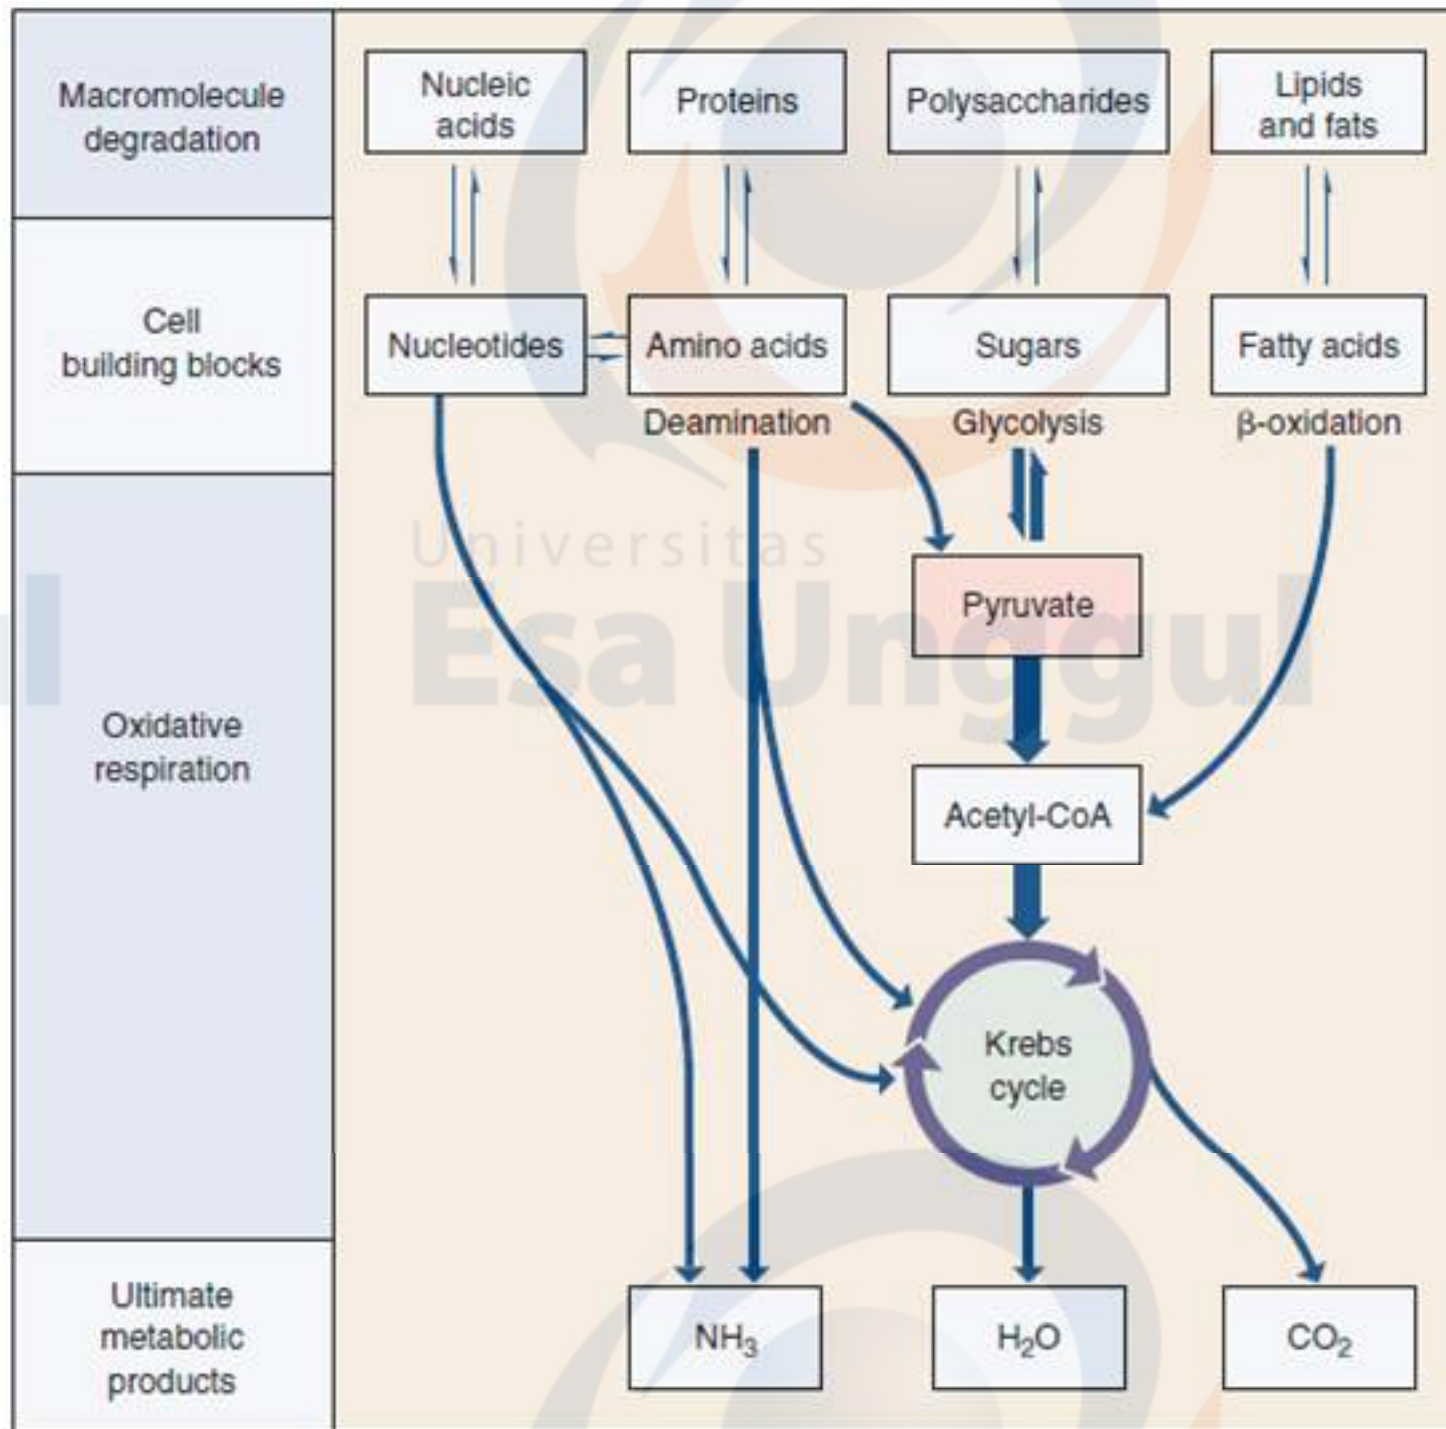 Macromolecule
degradation
Nucleic
acids
Proteins
Polysaccharides
Lipids
and fats
Cell
building blocks
Nucleotides
Amino acids
Sugars
Fatty acids
Deamination
Glycolysis
β-oxidation
Universitas
Esa Unggul
ul
Pyruvate
Oxidative
respiration
Acetyl-CoA
Krebs
cycle
Ultimate
metabolic
products
NH₃
H₂O
CO₂